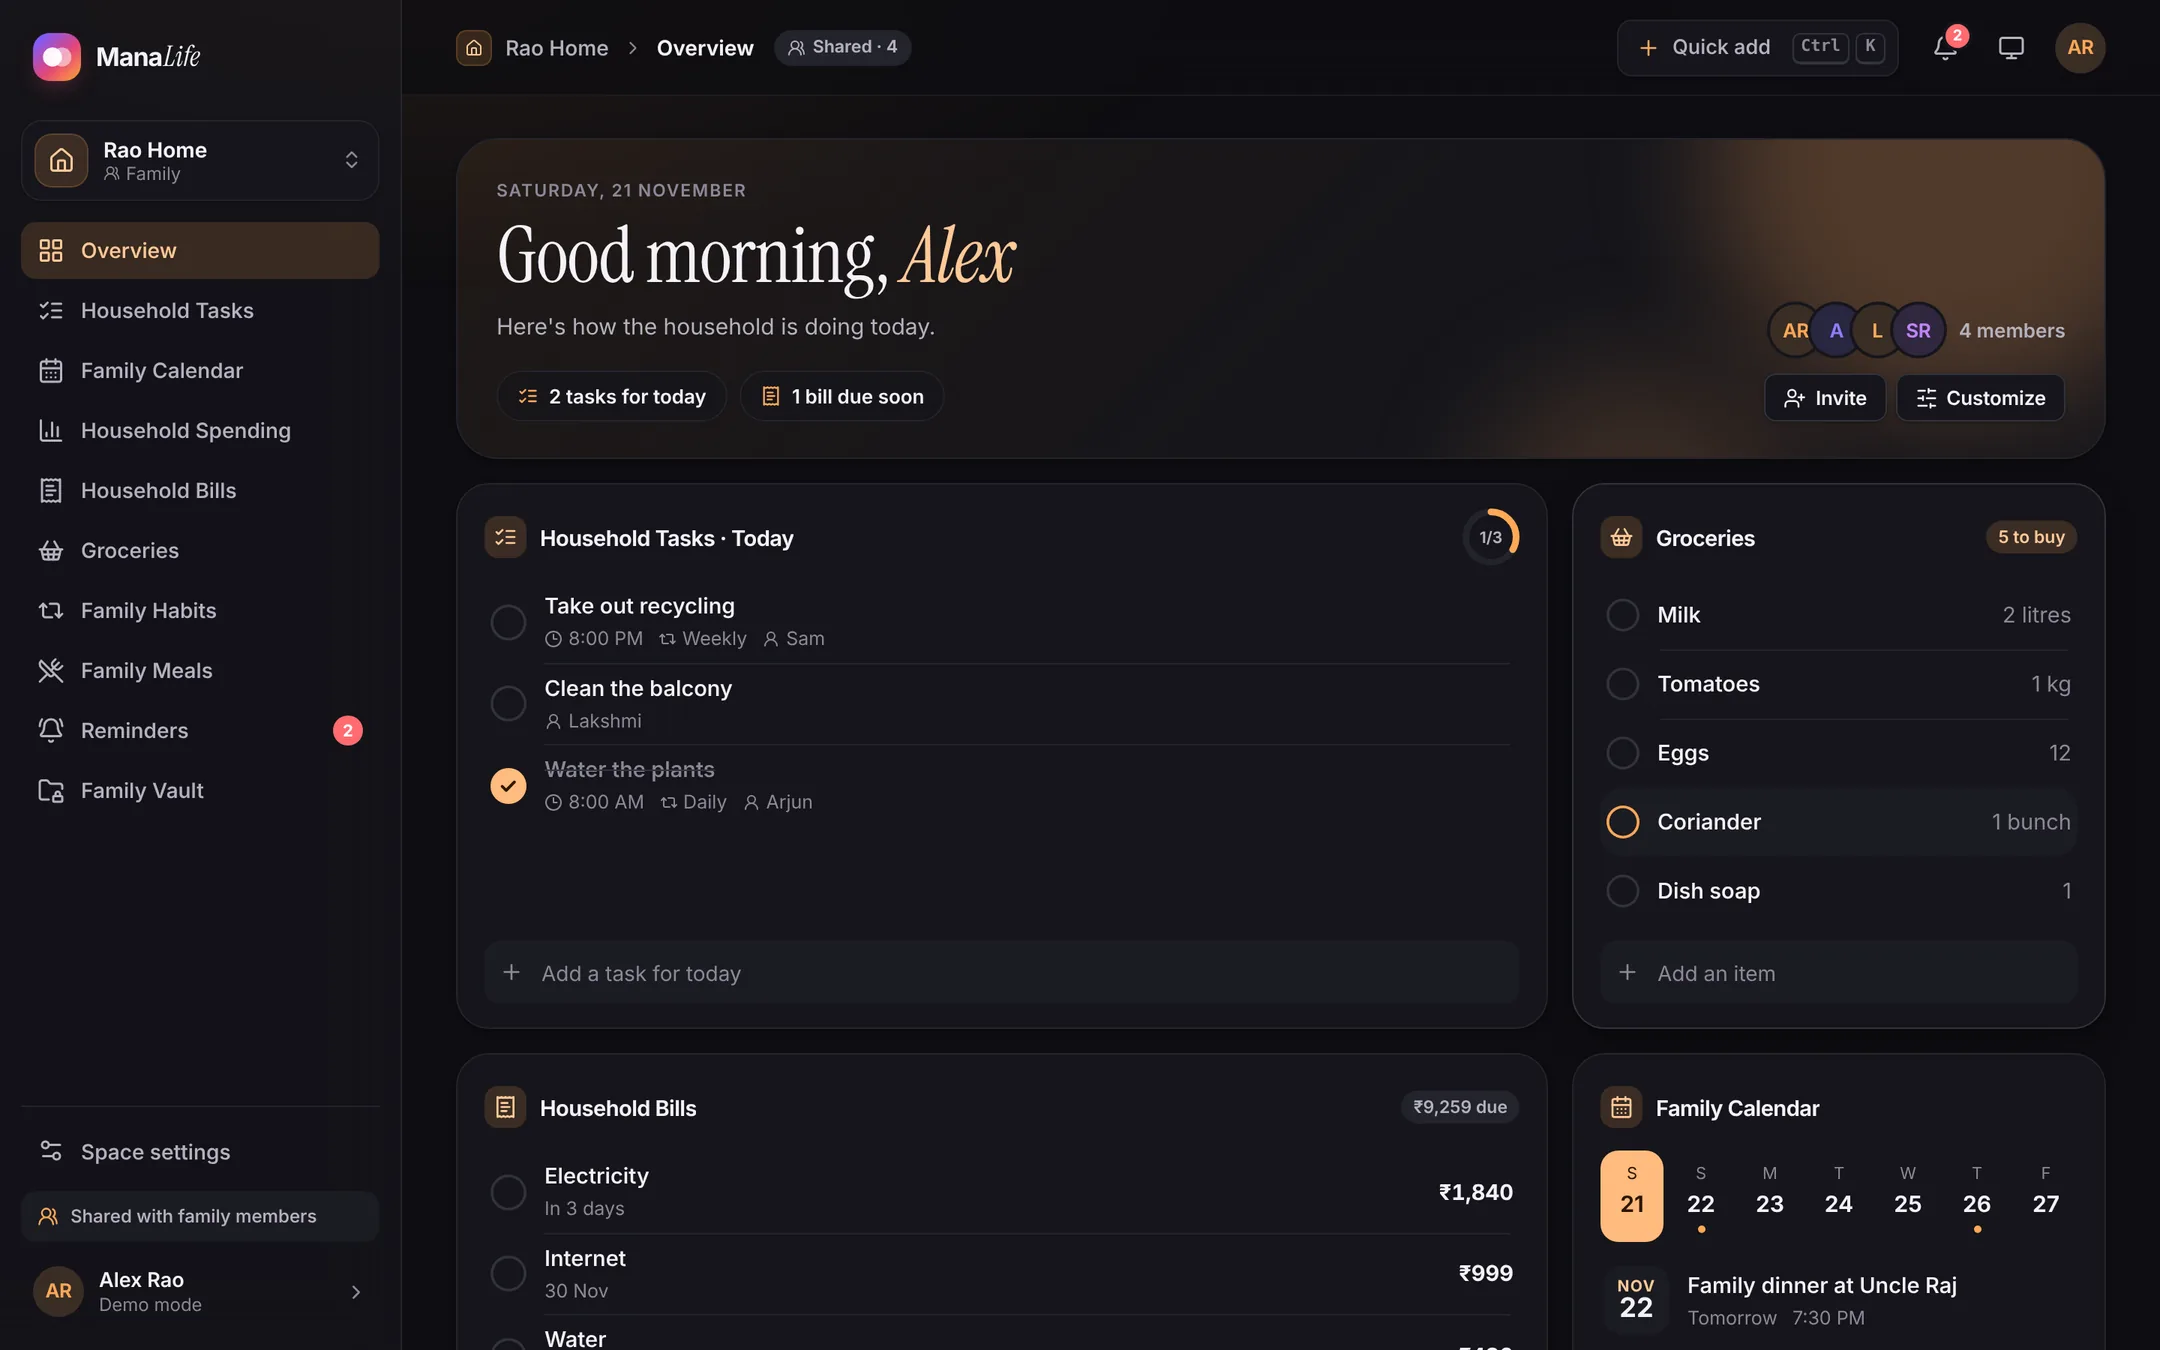 ManaLife
Rao Home
Family
Overview
Household Tasks
Family Calendar
Household Spending
Household Bills
Groceries
Family Habits
Family Meals
Reminders 2
Family Vault
Space settings
Shared with family members
AR
Alex Rao
Demo mode
Rao Home > Overview Shared · 4
Quick add Ctrl K 2 AR
SATURDAY, 21 NOVEMBER
Good morning, Alex
Here's how the household is doing today.
2 tasks for today 1 bill due soon
AR A L SR 4 members
Invite Customize
Household Tasks · Today 1/3
Take out recycling
8:00 PM Weekly Sam
Clean the balcony
Lakshmi
Water the plants
8:00 AM Daily Arjun
Add a task for today
Groceries 5 to buy
Milk 2 litres
Tomatoes 1 kg
Eggs 12
Coriander 1 bunch
Dish soap 1
Add an item
Household Bills ₹9,259 due
Electricity ₹1,840
In 3 days
Internet ₹999
30 Nov
Water
Family Calendar
S S M T W T F
21 22 23 24 25 26 27
NOV
22
Family dinner at Uncle Raj
Tomorrow 7:30 PM